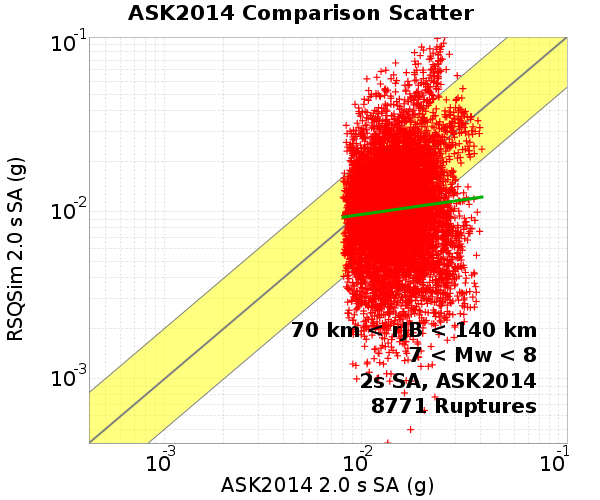 ASK2014 Comparison Scatter
RSQSim 2.0 s SA (g)
10^-1
10^-2
10^-3
70 km < rJB < 140 km
7 < Mw < 8
2s SA, ASK2014
8771 Ruptures
10^-3 10^-2 10^-1
ASK2014 2.0 s SA (g)